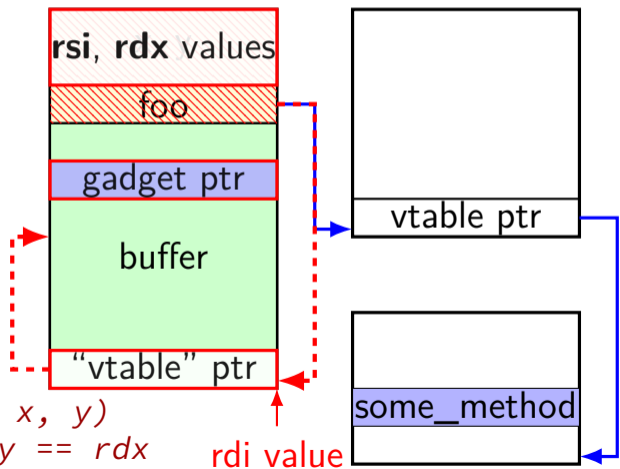 rsi, rdx values
foo
gadget ptr
buffer
"vtable" ptr
vtable ptr
some_method
x, y)
y == rdx
rdi value